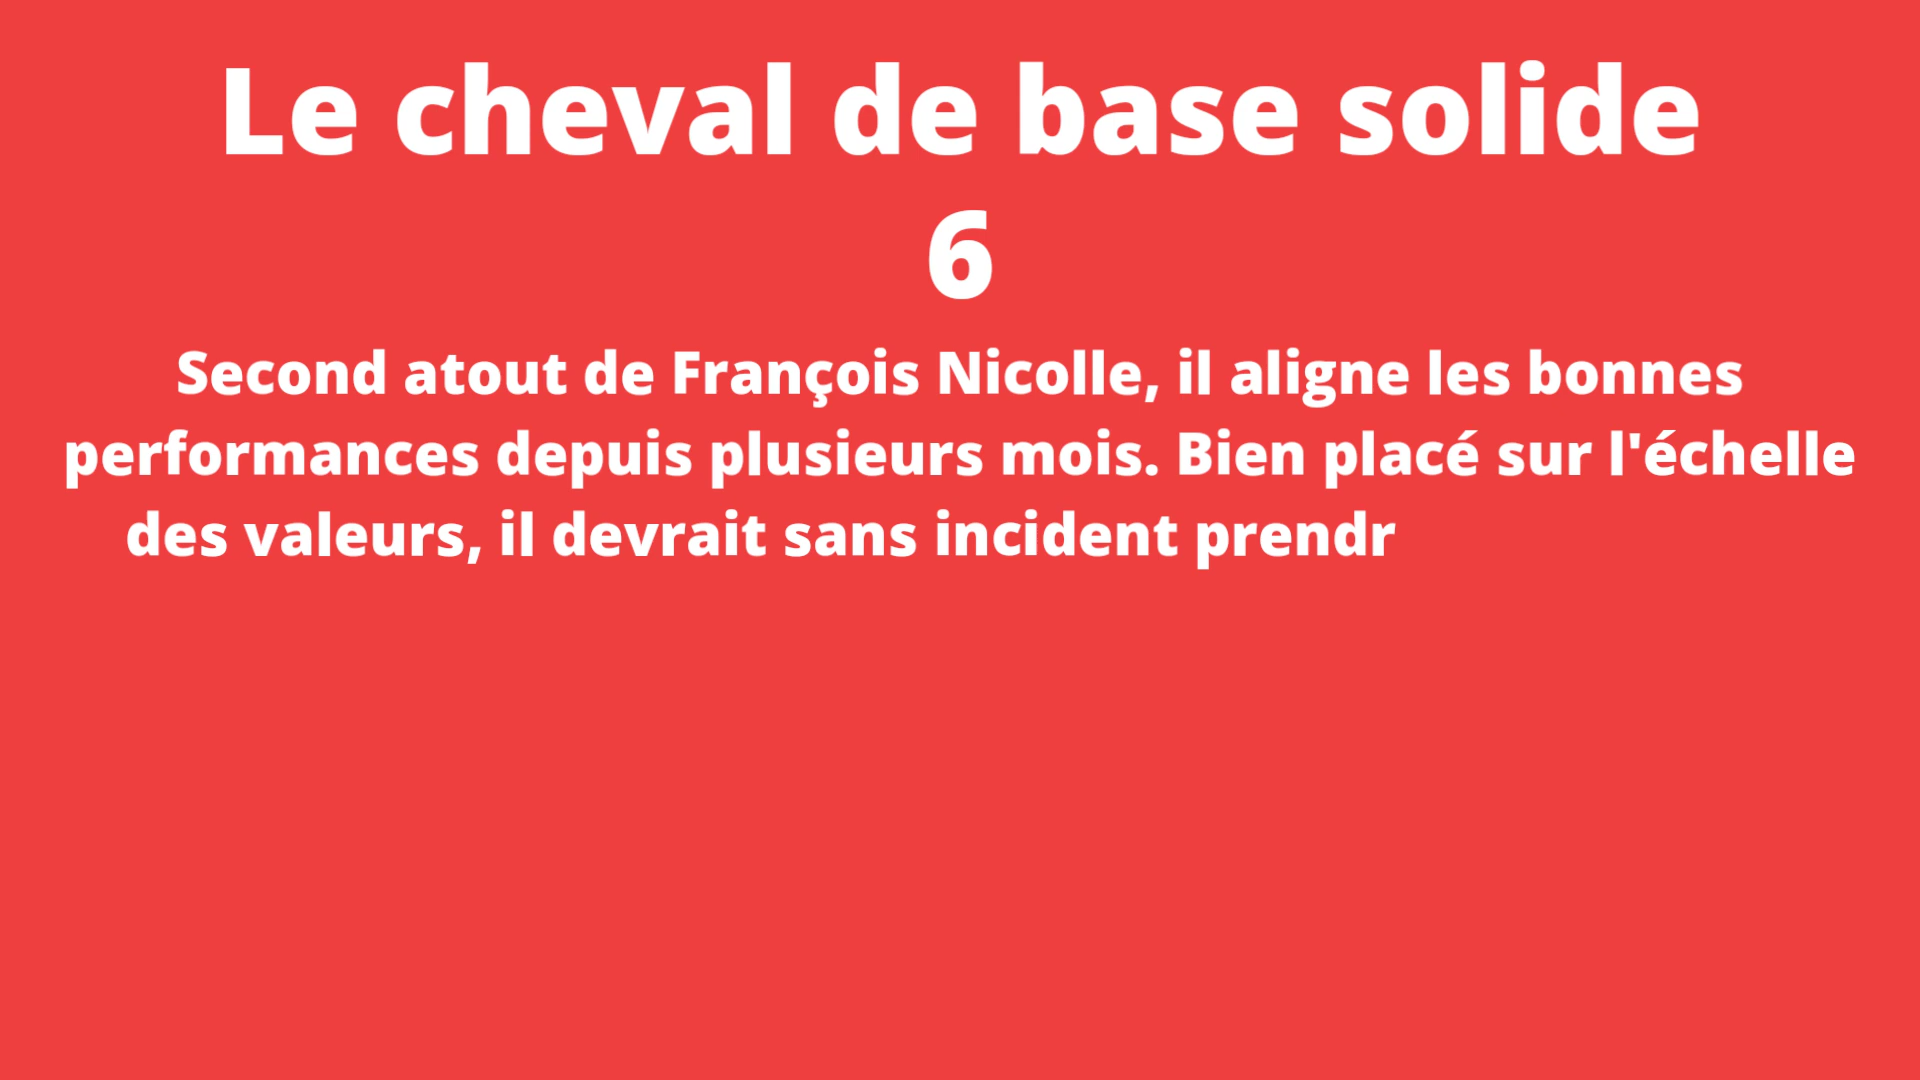 Le cheval de base solide
6
Second atout de François Nicolle, il aligne les bonnes
performances depuis plusieurs mois. Bien placé sur l'échelle
des valeurs, il devrait sans incident prendr